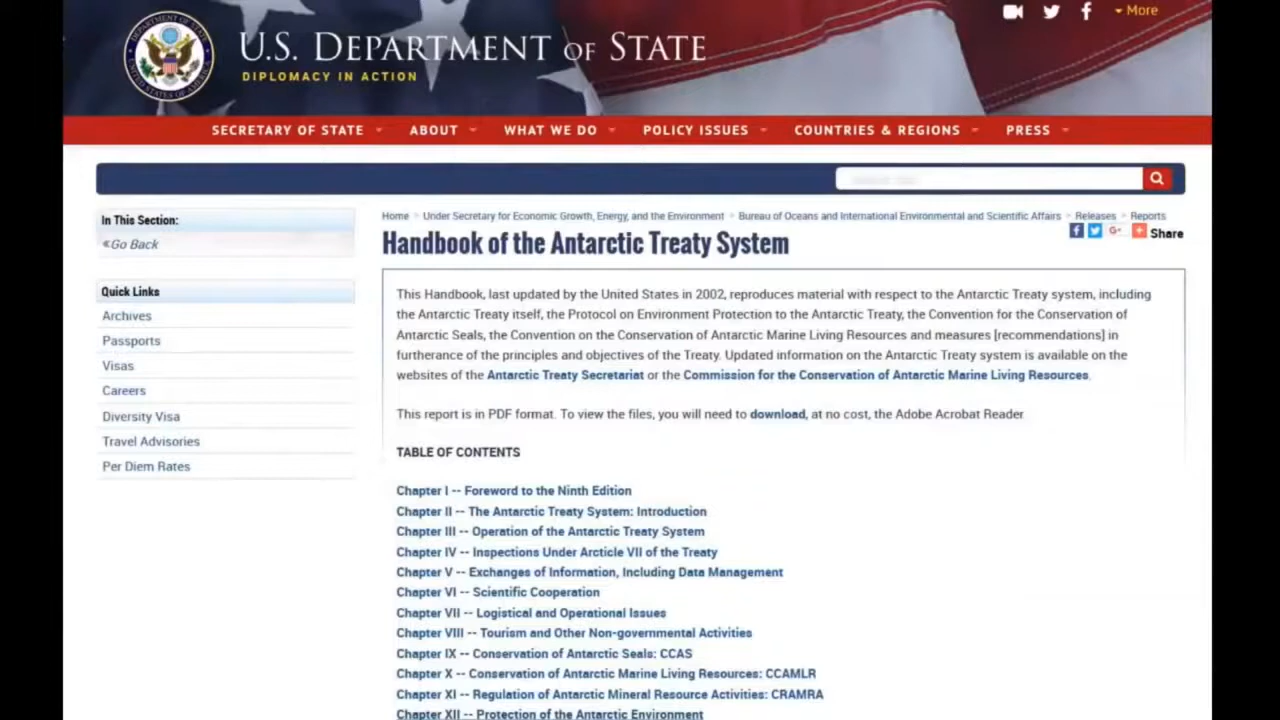 U.S. DEPARTMENT OF STATE
DIPLOMACY IN ACTION
More
SECRETARY OF STATE ABOUT WHAT WE DO POLICY ISSUES COUNTRIES & REGIONS PRESS
In This Section:
«Go Back
Quick Links
Archives
Passports
Visas
Careers
Diversity Visa
Travel Advisories
Per Diem Rates
Home > Under Secretary for Economic Growth, Energy, and the Environment > Bureau of Oceans and International Environmental and Scientific Affairs > Releases > Reports
Share
Handbook of the Antarctic Treaty System
This Handbook, last updated by the United States in 2002, reproduces material with respect to the Antarctic Treaty system, including
the Antarctic Treaty itself, the Protocol on Environment Protection to the Antarctic Treaty, the Convention for the Conservation of
Antarctic Seals, the Convention on the Conservation of Antarctic Marine Living Resources and measures [recommendations] in
furtherance of the principles and objectives of the Treaty. Updated information on the Antarctic Treaty system is available on the
websites of the Antarctic Treaty Secretariat or the Commission for the Conservation of Antarctic Marine Living Resources.
This report is in PDF format. To view the files, you will need to download, at no cost, the Adobe Acrobat Reader
TABLE OF CONTENTS
Chapter I -- Foreword to the Ninth Edition
Chapter II -- The Antarctic Treaty System: Introduction
Chapter III -- Operation of the Antarctic Treaty System
Chapter IV -- Inspections Under Arcticle VII of the Treaty
Chapter V -- Exchanges of Information, Including Data Management
Chapter VI -- Scientific Cooperation
Chapter VII -- Logistical and Operational Issues
Chapter VIII -- Tourism and Other Non-governmental Activities
Chapter IX -- Conservation of Antarctic Seals: CCAS
Chapter X -- Conservation of Antarctic Marine Living Resources: CCAMLR
Chapter XI -- Regulation of Antarctic Mineral Resource Activities: CRAMRA
Chapter XII -- Protection of the Antarctic Environment